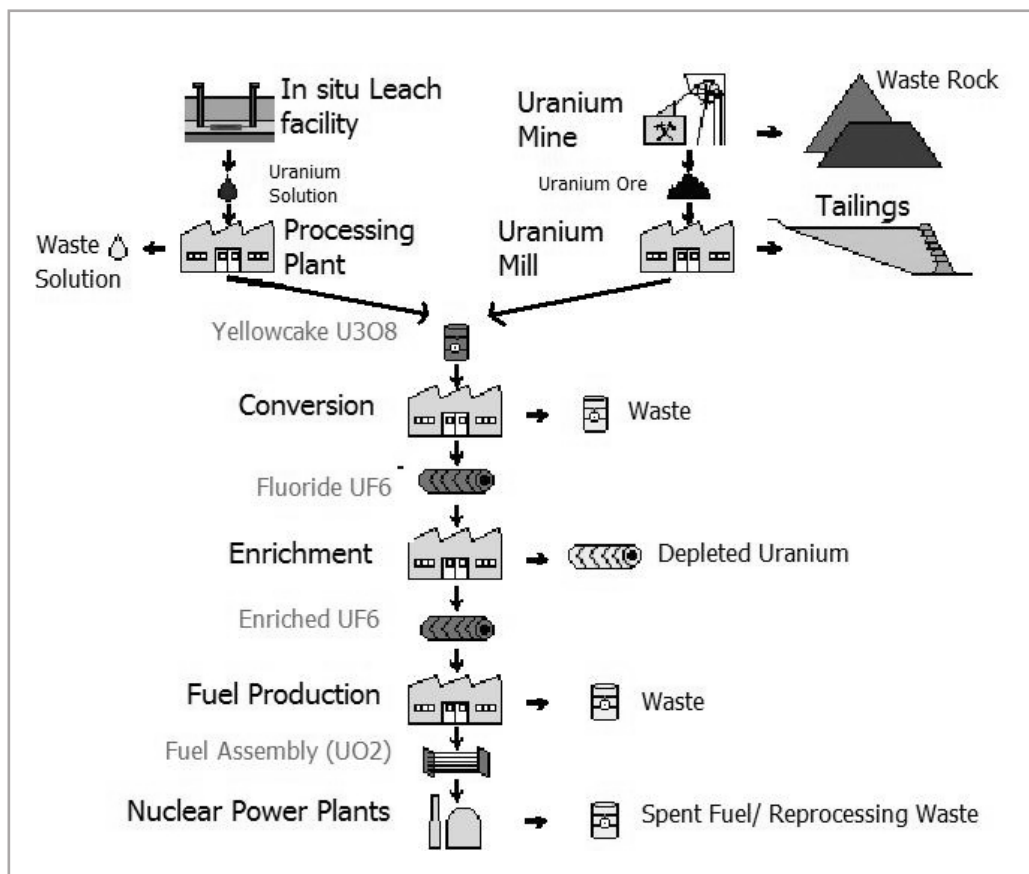 In situ Leach
facility
Uranium
Mine
Waste Rock
Uranium
Solution
Uranium Ore
Waste
Solution
Processing
Plant
Uranium
Mill
Tailings
Yellowcake U3O8
Conversion
Waste
Fluoride UF6
Enrichment
Depleted Uranium
Enriched UF6
Fuel Production
Waste
Fuel Assembly (UO2)
Nuclear Power Plants
Spent Fuel/ Reprocessing Waste